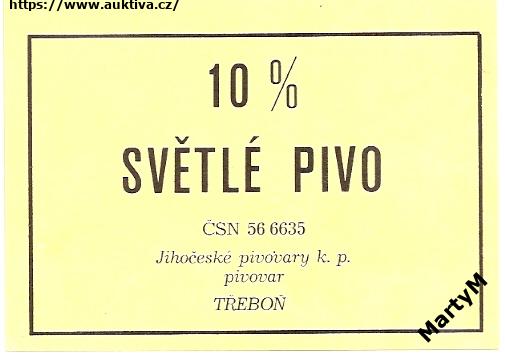 https://www.auktiva.cz/
10 %
SVĚTLÉ PIVO
ČSN 56 6635
Jihočeské pivovary k. p.
pivovar
TŘEBOŇ
MartyM